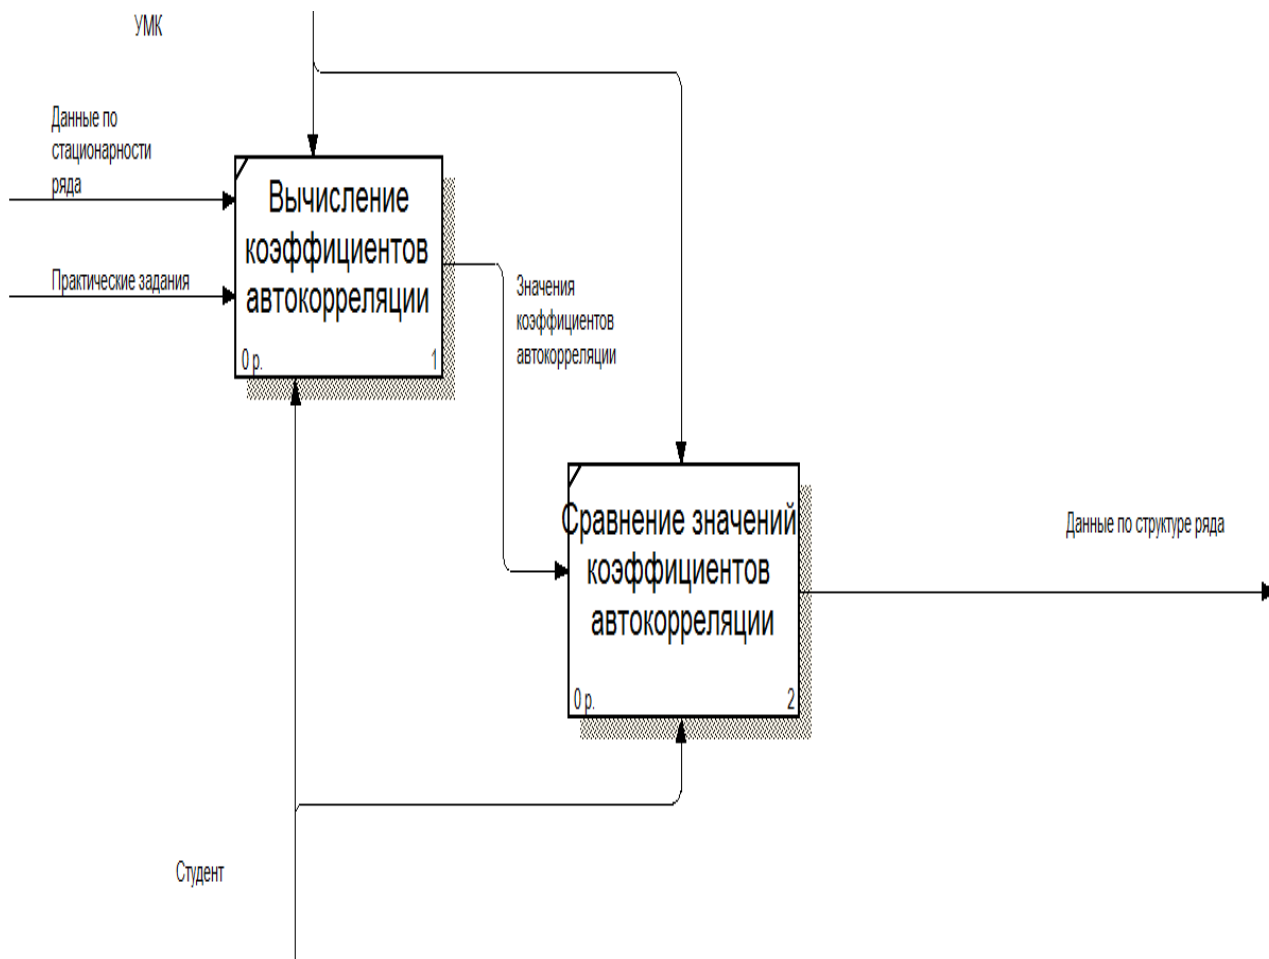 УМК
Данные по
стационарности
ряда
Практические задания
Вычисление
коэффициентов
автокорреляции
0 р.
1
Значения
коэффициентов
автокорреляции
Сравнение значений
коэффициентов
автокорреляции
0 р.
2
Данные по структуре ряда
Студент